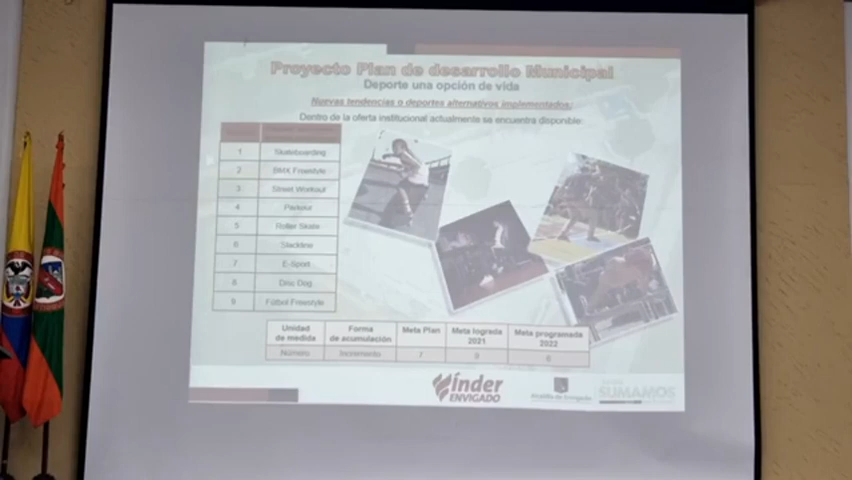 Proyecto Plan de desarrollo Municipal
Deporte una opción de vida
Nuevas tendencias o deportes alternativos implementados:
Dentro de la oferta institucional actualmente se encuentra disponible:
1 Skateboarding
2 BMX Freestyle
3 Street Workout
4 Parkour
5 Roller Skate
6 Slackline
7 E-Sport
8 Disc Dog
9 Fútbol Freestyle
Unidad de medida Forma de acumulación Meta Plan Meta lograda 2021 Meta programada 2022
Número Incremento 7
Índer
ENVIGADO
Alcaldía de Envigado
SUMAMOS